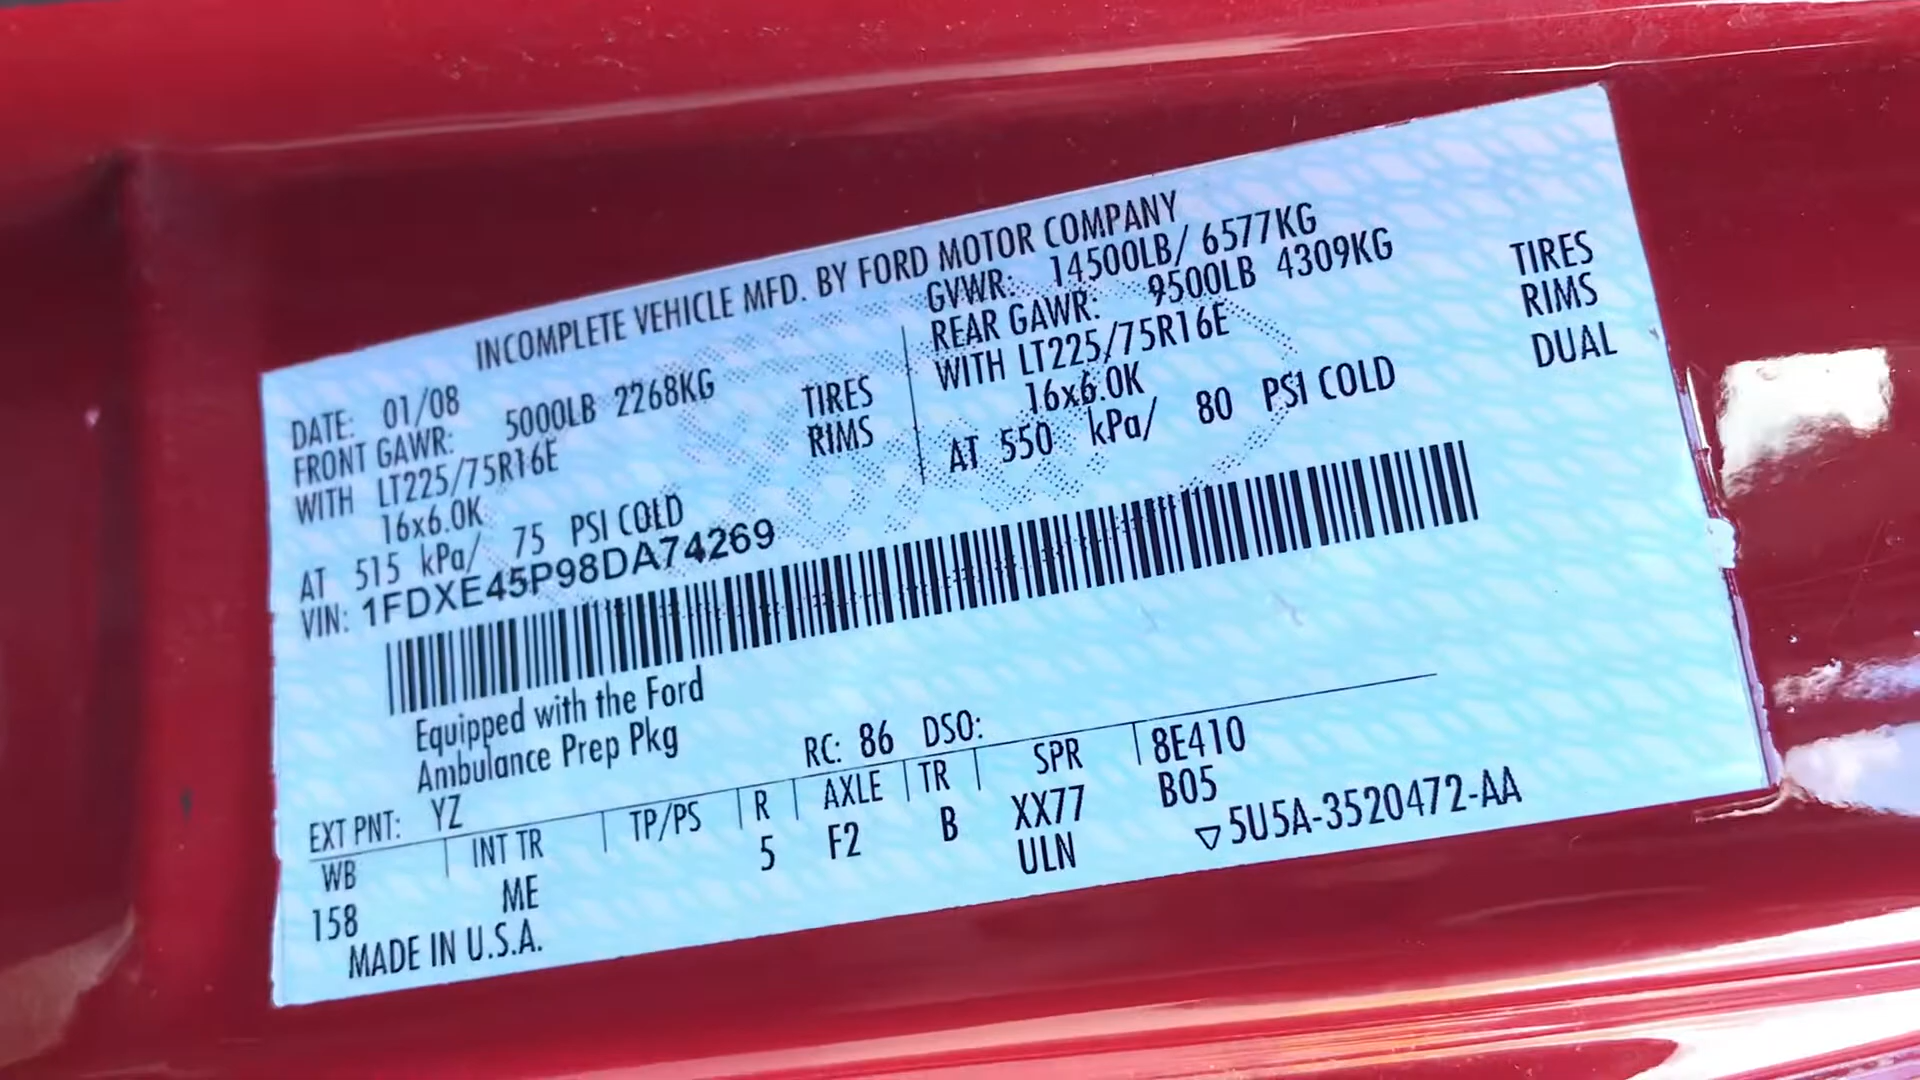 INCOMPLETE VEHICLE MFD. BY FORD MOTOR COMPANY
DATE: 01/08
FRONT GAWR: 5000LB 2268KG
WITH LT225/75R16E TIRES
16x6.0K RIMS
AT 515 kPa/ 75 PSI COLD
GVWR: 14500LB/ 6577KG
REAR GAWR: 9500LB 4309KG
WITH LT225/75R16E TIRES
16x6.0K RIMS
AT 550 kPa/ 80 PSI COLD DUAL
VIN: 1FDXE45P98DA74269
Equipped with the Ford
Ambulance Prep Pkg
EXT PNT: YZ RC: 86 DSO:
WB INT TR TP/PS R AXLE TR SPR 8E410
158 ME 5 F2 B XX77 B05
ULN
MADE IN U.S.A. ▽5U5A-3520472-AA